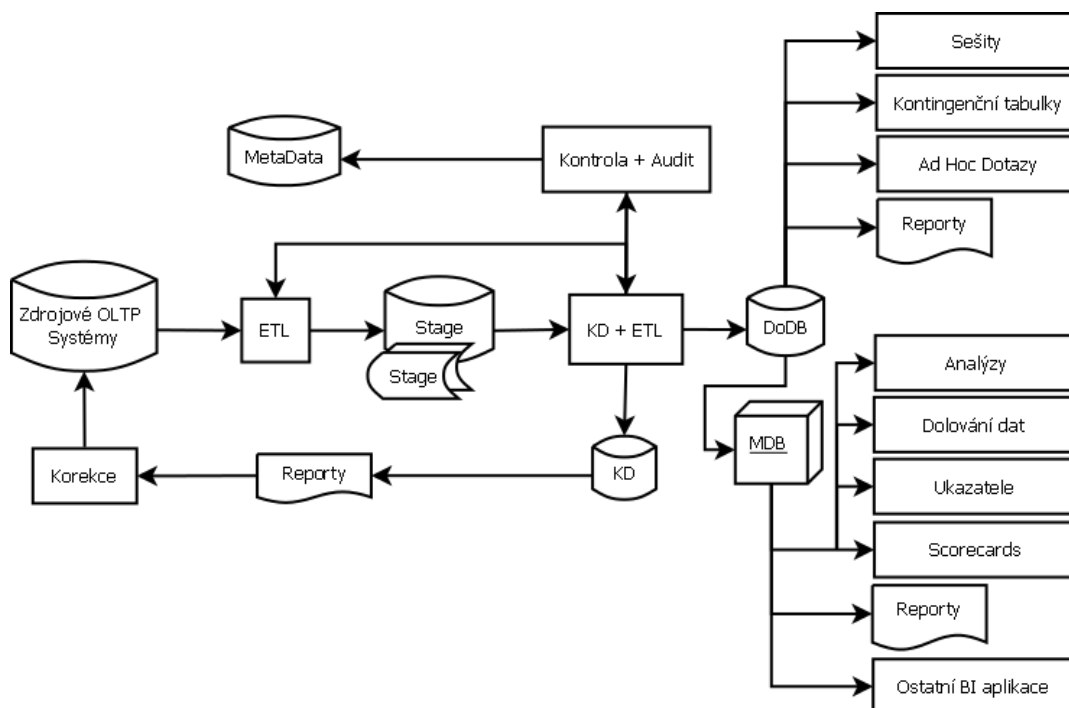 Sešity
Kontingenční tabulky
MetaData
Kontrola + Audit
Ad Hoc Dotazy
Reporty
Zdrojové OLTP
Systémy
ETL
Stage
Stage
KD + ETL
DoDB
Analýzy
Dolování dat
MDB
Korekce
Reporty
KD
Ukazatele
Scorecards
Reporty
Ostatní BI aplikace